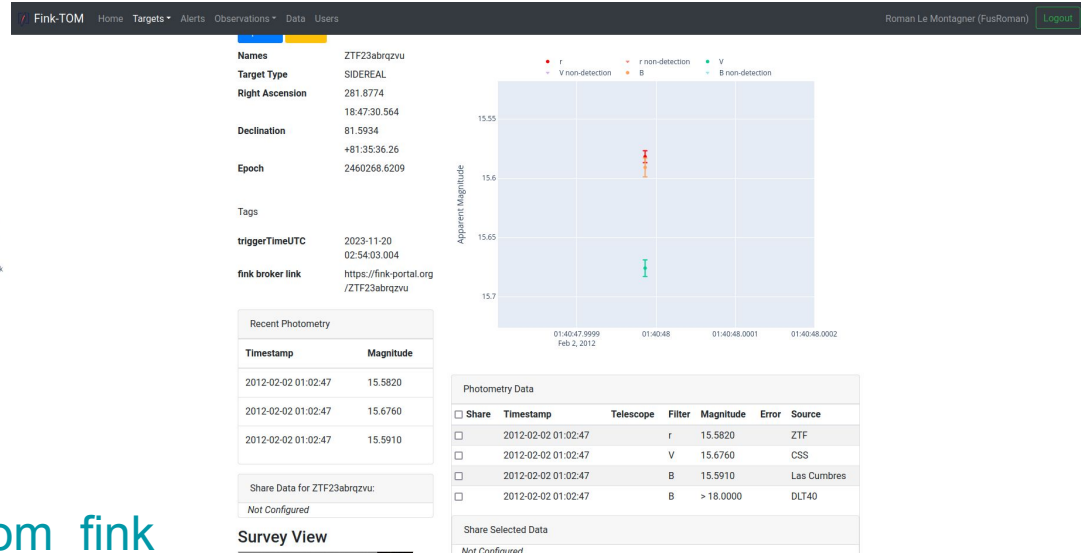 Fink-TOM Home Targets Alerts Observations Data Users Roman Le Montagner (FusRoman) Logout
Names ZTF23abrqzvu
Target Type SIDEREAL
Right Ascension 281.8774
18:47:30.564
Declination 81.5934
+81:35:36.26
Epoch 2460268.6209
Tags
triggerTimeUTC 2023-11-20
02:54:03.004
fink broker link https://fink-portal.org
/ZTF23abrqzvu
r r non-detection V
V non-detection B B non-detection
15.55
15.6
15.65
15.7
Apparent Magnitude
01:40:47.9999 01:40:48 01:40:48.0001 01:40:48.0002
Feb 2, 2012
Recent Photometry
Timestamp Magnitude
2012-02-02 01:02:47 15.5820
2012-02-02 01:02:47 15.6760
2012-02-02 01:02:47 15.5910
Share Data for ZTF23abrqzvu:
Not Configured
Survey View
Photometry Data
Share Timestamp Telescope Filter Magnitude Error Source
2012-02-02 01:02:47 r 15.5820 ZTF
2012-02-02 01:02:47 V 15.6760 CSS
2012-02-02 01:02:47 B 15.5910 Las Cumbres
2012-02-02 01:02:47 B > 18.0000 DLT40
Share Selected Data
Not Configured
om_fink